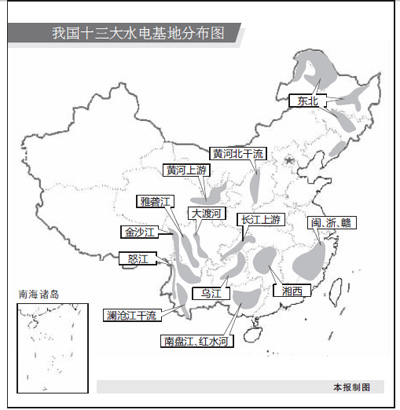 我国十三大水电基地分布图
东北
黄河北干流
黄河上游
雅砻江
大渡河
长江上游
闽、浙、赣
金沙江
怒江
乌江
湘西
南海诸岛
澜沧江干流
南盘江、红水河
本报制图